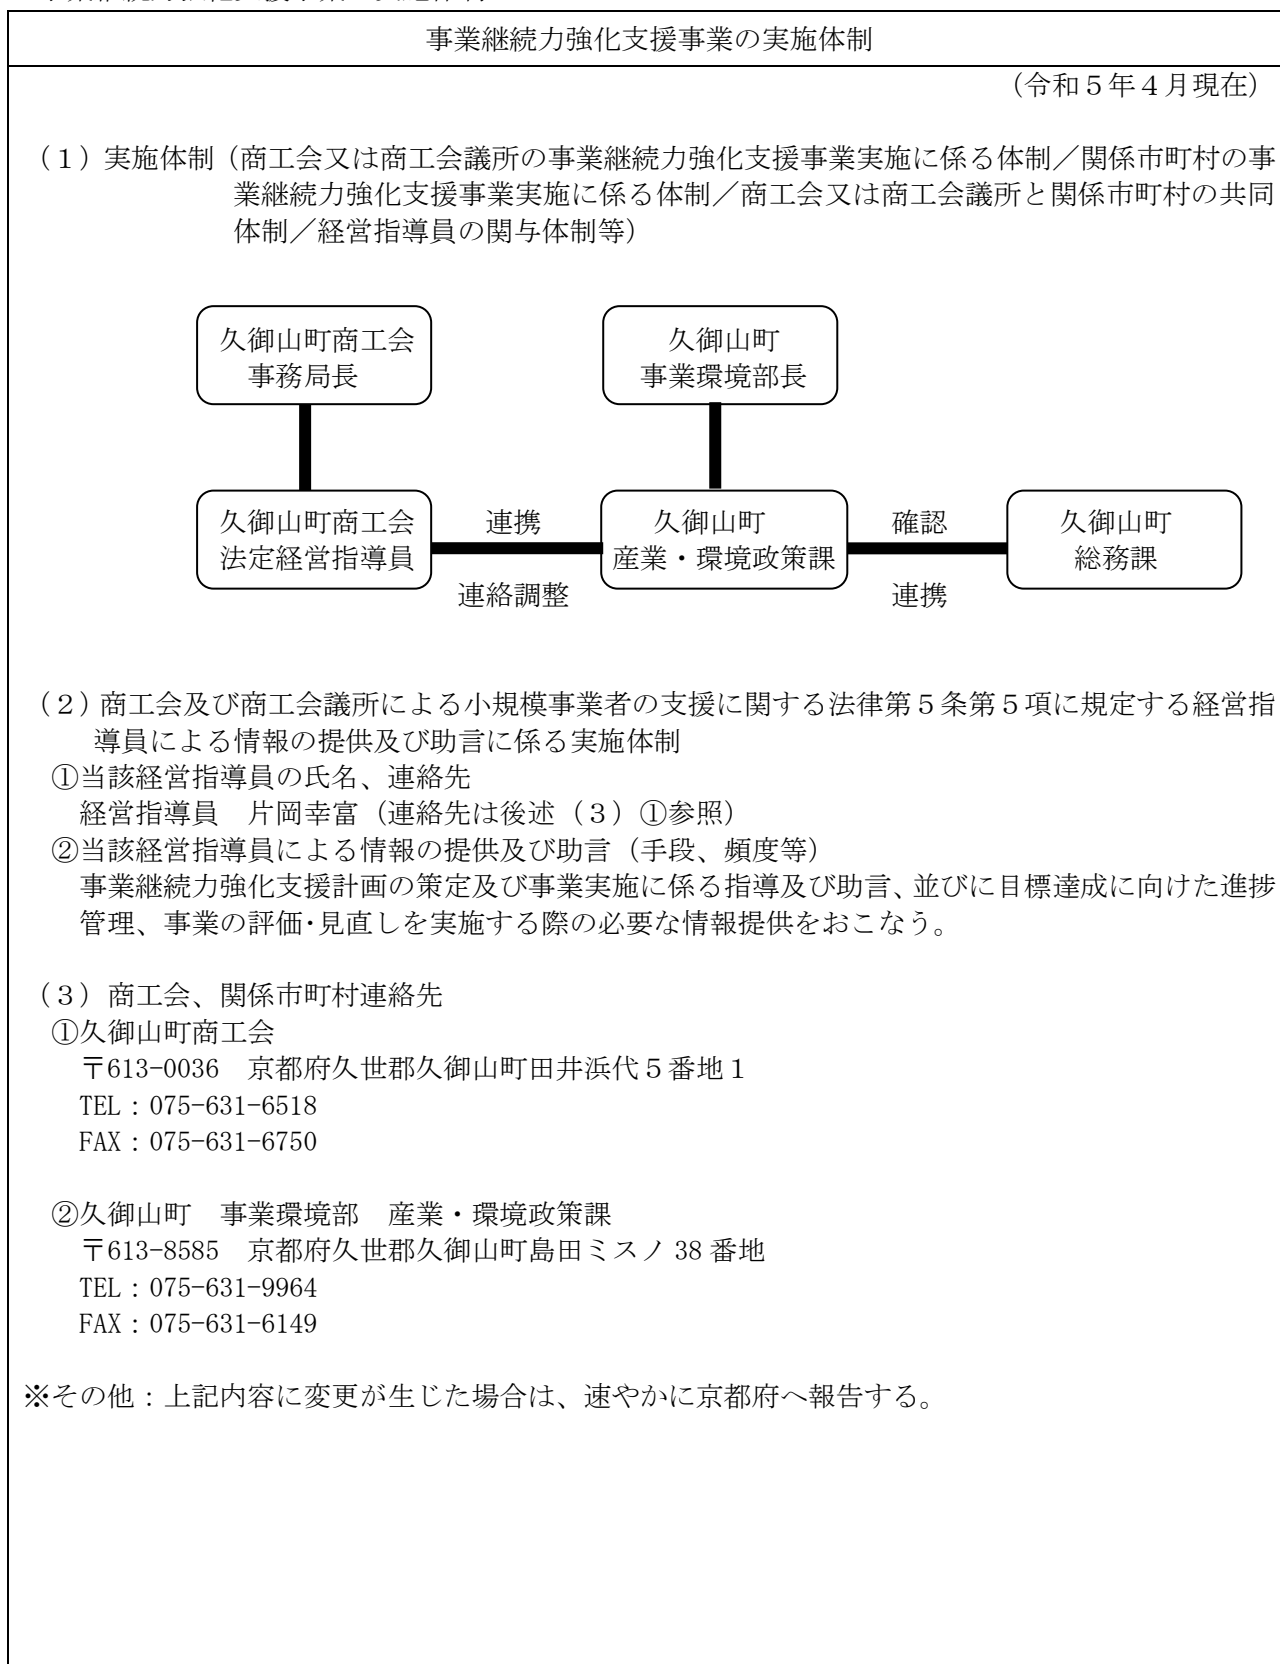 事業継続力強化支援事業の実施体制
（令和５年４月現在）
（１）実施体制（商工会又は商工会議所の事業継続力強化支援事業実施に係る体制／関係市町村の事
業継続力強化支援事業実施に係る体制／商工会又は商工会議所と関係市町村の共同
体制／経営指導員の関与体制等）
久御山町商工会
事務局長
久御山町
事業環境部長
久御山町商工会
法定経営指導員
連携
連絡調整
久御山町
産業・環境政策課
確認
連携
久御山町
総務課
（２）商工会及び商工会議所による小規模事業者の支援に関する法律第５条第５項に規定する経営指
導員による情報の提供及び助言に係る実施体制
①当該経営指導員の氏名、連絡先
経営指導員　片岡幸富（連絡先は後述（３）①参照）
②当該経営指導員による情報の提供及び助言（手段、頻度等）
事業継続力強化支援計画の策定及び事業実施に係る指導及び助言、並びに目標達成に向けた進捗
管理、事業の評価･見直しを実施する際の必要な情報提供をおこなう。
（３）商工会、関係市町村連絡先
①久御山町商工会
〒613-0036　京都府久世郡久御山町田井浜代５番地１
TEL：075-631-6518
FAX：075-631-6750
②久御山町　事業環境部　産業・環境政策課
〒613-8585　京都府久世郡久御山町島田ミスノ 38 番地
TEL：075-631-9964
FAX：075-631-6149
※その他：上記内容に変更が生じた場合は、速やかに京都府へ報告する。